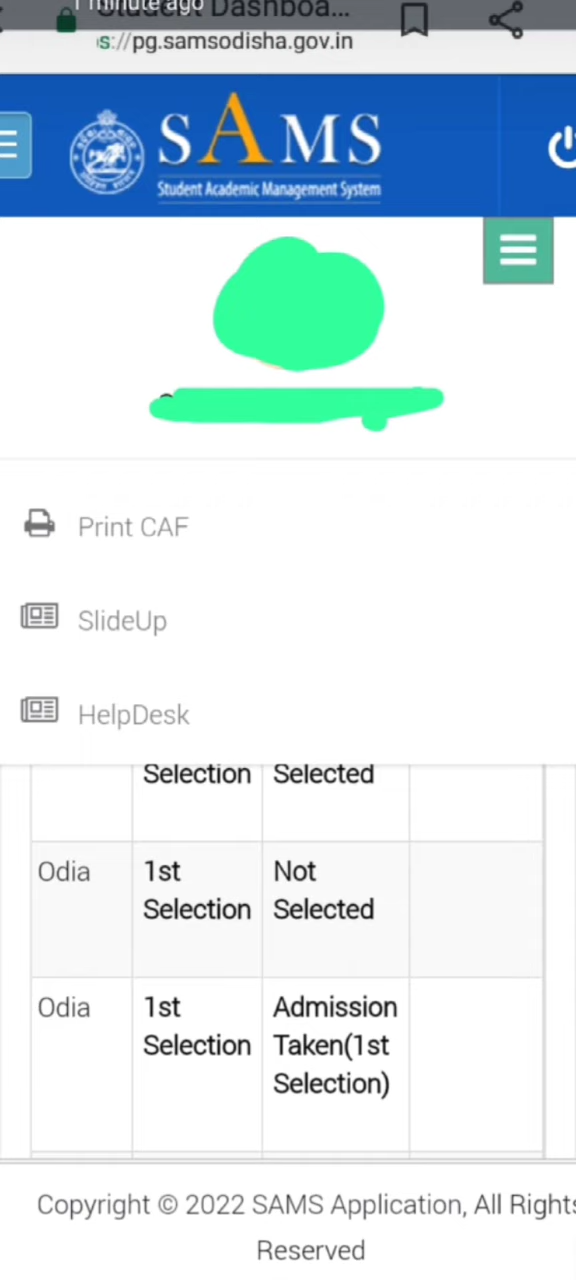 1 minute ago
Student Dashboa...
s://pg.samsodisha.gov.in
SAMS
Student Academic Management System
Print CAF
SlideUp
HelpDesk
Selection Selected
Odia 1st Not
Selection Selected
Odia 1st Admission
Selection Taken(1st
Selection)
Copyright © 2022 SAMS Application, All Rights
Reserved